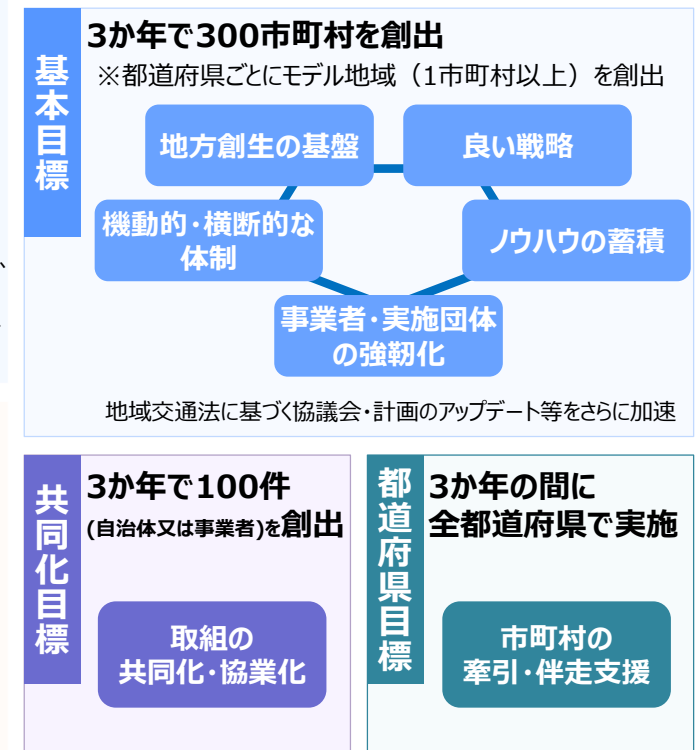 基本目標
3か年で300市町村を創出
※都道府県ごとにモデル地域（1市町村以上）を創出
地方創生の基盤
良い戦略
機動的・横断的な
体制
ノウハウの蓄積
事業者・実施団体
の強靭化
地域交通法に基づく協議会・計画のアップデート等をさらに加速
共同化目標
3か年で100件
(自治体又は事業者)を創出
取組の
共同化・協業化
都道府県目標
3か年の間に
全都道府県で実施
市町村の
牽引・伴走支援